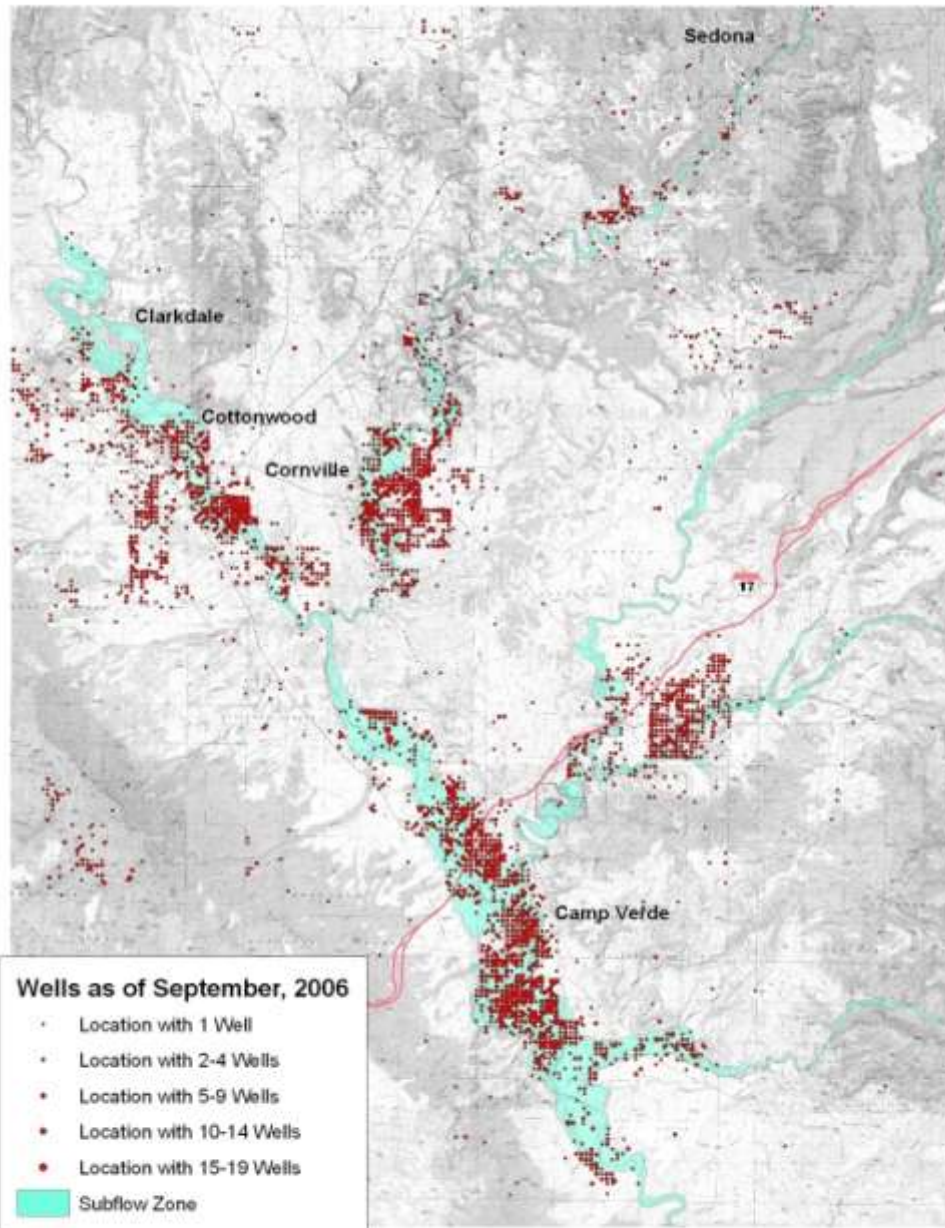 Sedona
Clarkdale
Cottonwood
Cornville
17
Camp Verde
Wells as of September, 2006
Location with 1 Well
Location with 2-4 Wells
Location with 5-9 Wells
Location with 10-14 Wells
Location with 15-19 Wells
Subflow Zone